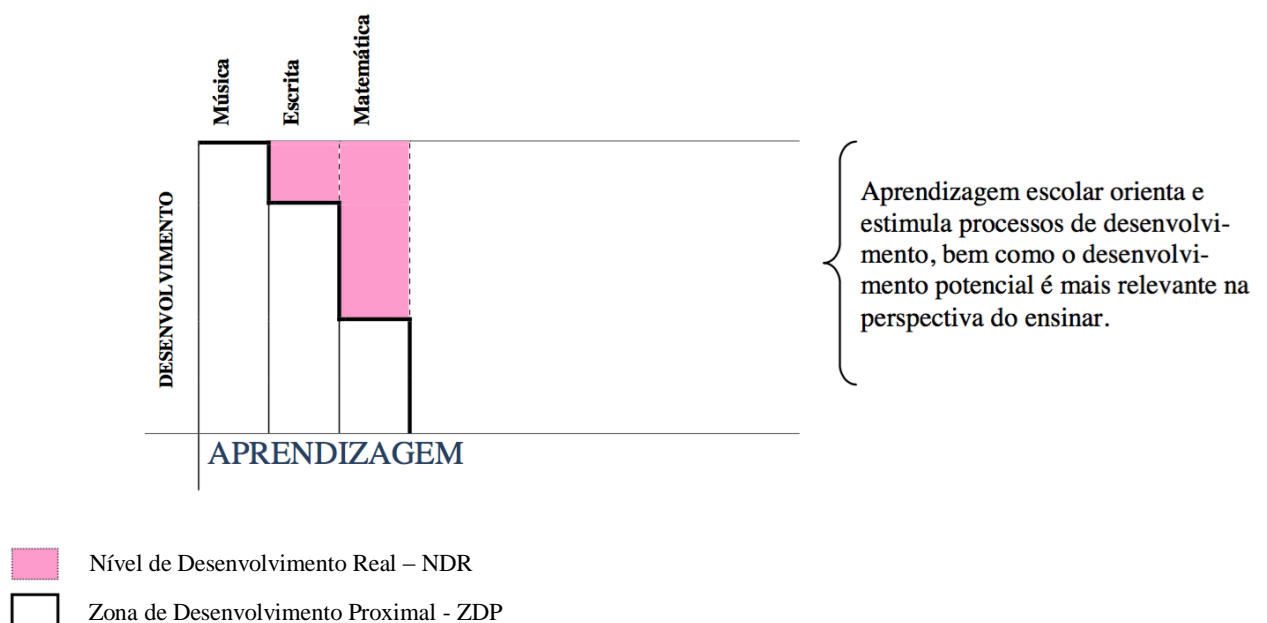 Música
Escrita
Matemática
DESENVOLVIMENTO
APRENDIZAGEM
Aprendizagem escolar orienta e
estimula processos de desenvolvi-
mento, bem como o desenvolvi-
mento potencial é mais relevante na
perspectiva do ensinar.
Nível de Desenvolvimento Real – NDR
Zona de Desenvolvimento Proximal - ZDP